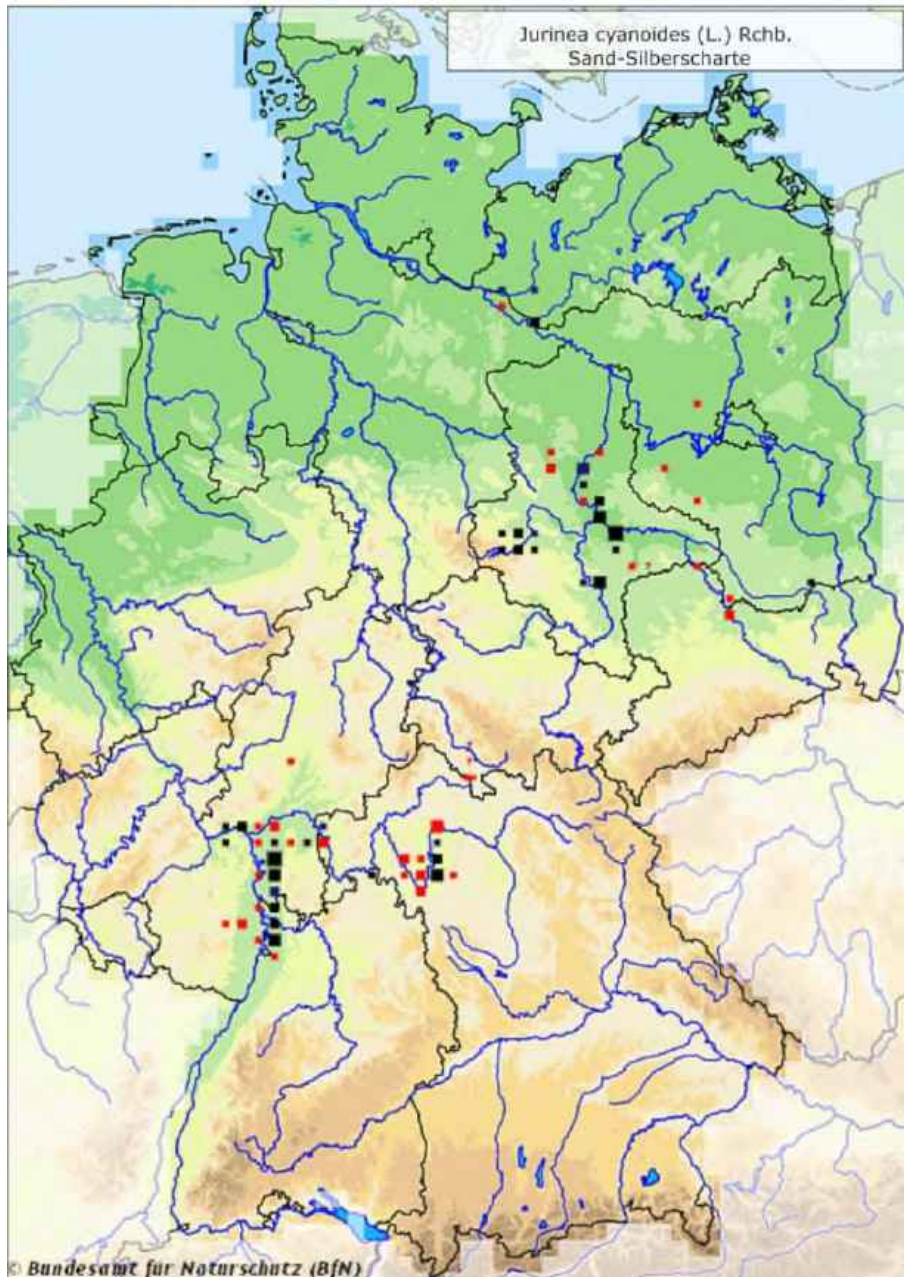 Jurinea cyanoides (L.) Rchb.
Sand-Silberscharte
© Bundesamt für Naturschutz (BfN)